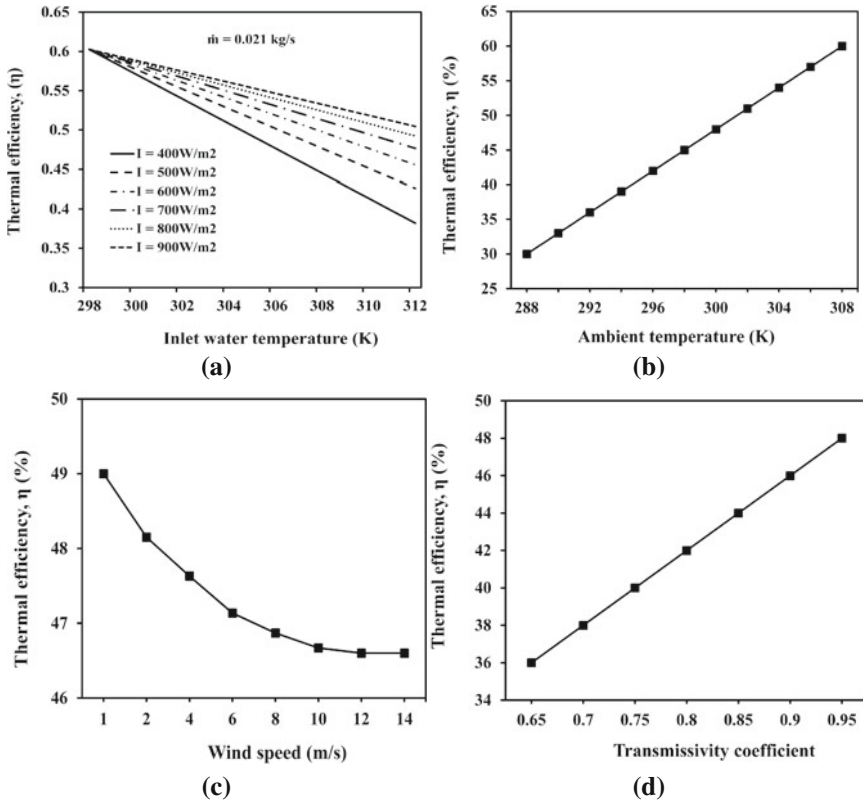 0.65
0.6
0.55
0.5
0.45
0.4
0.35
0.3
Thermal efficiency, (η)
ṁ = 0.021 kg/s
I = 400W/m2
I = 500W/m2
I = 600W/m2
I = 700W/m2
I = 800W/m2
I = 900W/m2
298 300 302 304 306 308 310 312
Inlet water temperature (K)
(a)
65
60
55
50
45
40
35
30
25
Thermal efficiency, η (%)
288 292 296 300 304 308
Ambient temperature (K)
(b)
50
49
48
47
46
Thermal efficiency, η (%)
1 2 4 6 8 10 12 14
Wind speed (m/s)
(c)
50
48
46
44
42
40
38
36
34
Thermal efficiency, η (%)
0.65 0.7 0.75 0.8 0.85 0.9 0.95
Transmissivity coefficient
(d)